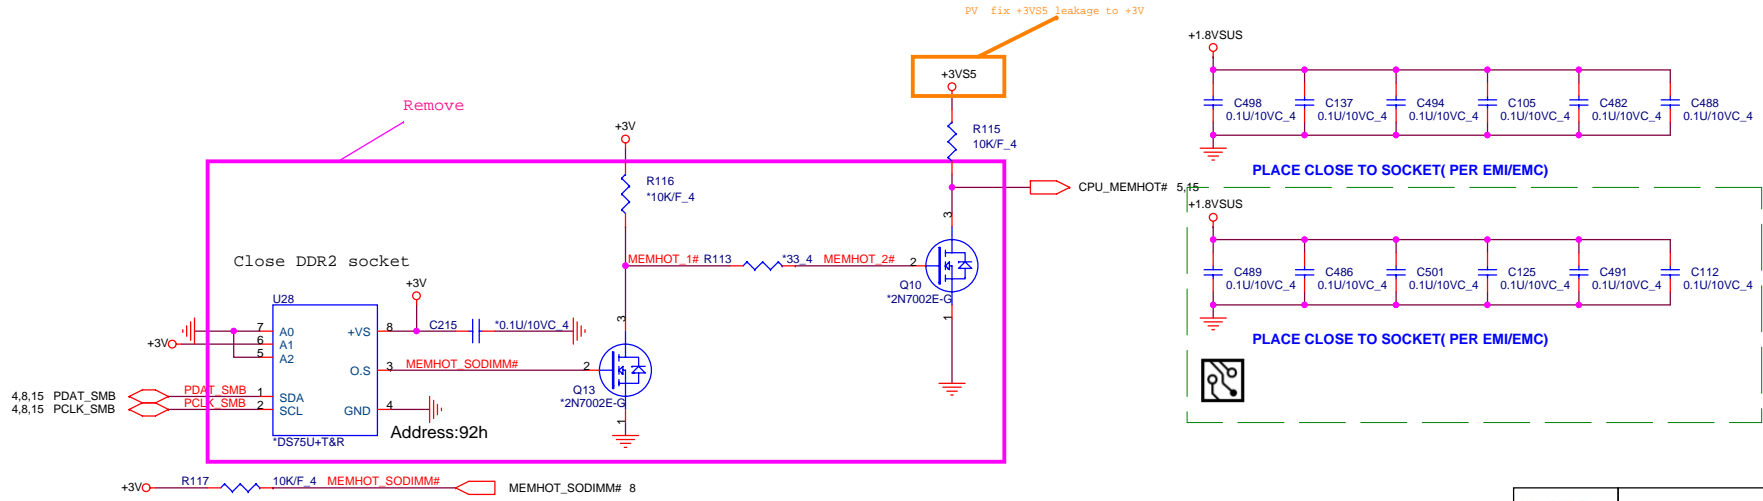 PV fix +3VS5 leakage to +3V
+1.8VSUS
+3VS5
Remove
C498
0.1U/10VC_4
C137
0.1U/10VC_4
C494
0.1U/10VC_4
C105
0.1U/10VC_4
C482
0.1U/10VC_4
C488
0.1U/10VC_4
+3V
R115
10K/F_4
PLACE CLOSE TO SOCKET( PER EMI/EMC)
R116
*10K/F_4
CPU_MEMHOT# 5,15
+1.8VSUS
3
Close DDR2 socket
MEMHOT_1# R113 *33_4 MEMHOT_2# 2
Q10
*2N7002E-G
1
C489
0.1U/10VC_4
C486
0.1U/10VC_4
C501
0.1U/10VC_4
C125
0.1U/10VC_4
C491
0.1U/10VC_4
C112
0.1U/10VC_4
PLACE CLOSE TO SOCKET( PER EMI/EMC)
+3V
U28
7 A0 +VS 8 C215 *0.1U/10VC_4
+3V 6 A1
5 A2
O.S 3 MEMHOT_SODIMM# 2
3
Q13
*2N7002E-G
1
4,8,15 PDAT_SMB PDAT_SMB 1 SDA
4,8,15 PCLK_SMB PCLK_SMB 2 SCL GND 4
Address:92h
*DS75U+T&R
+3V R117 10K/F_4 MEMHOT_SODIMM# MEMHOT_SODIMM# 8